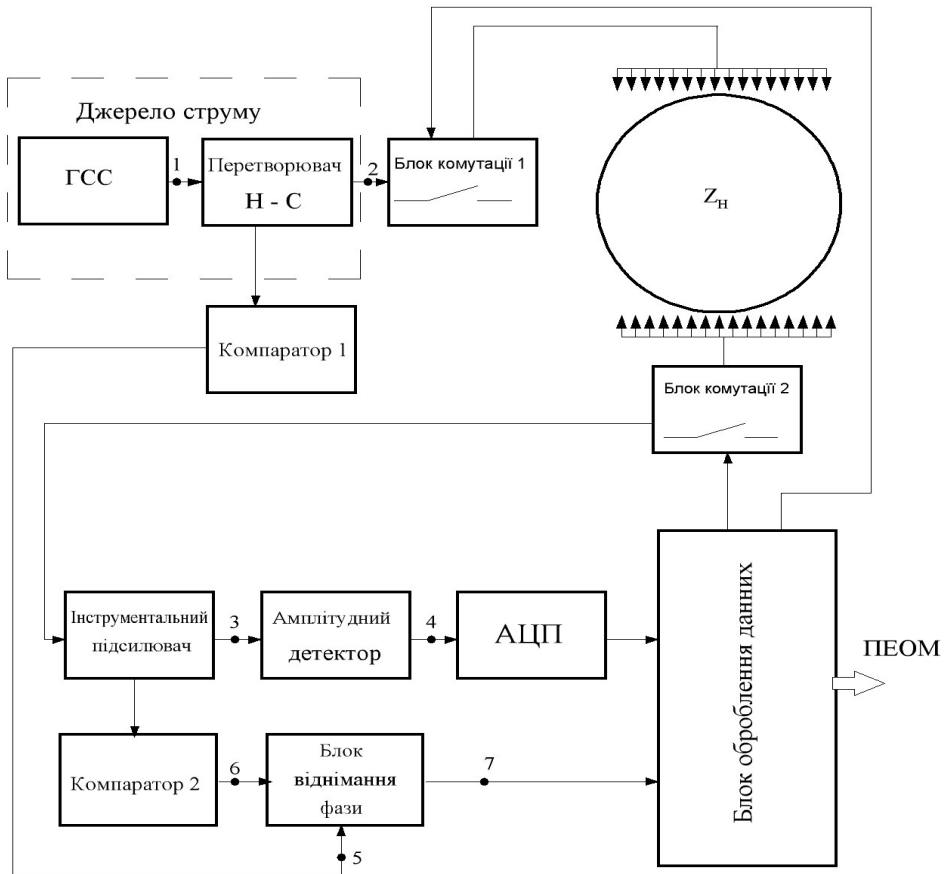 Джерело струму
ГСС
1
Перетворювач
Н - С
2
Блок комутації 1
Zн
Компаратор 1
Блок комутації 2
Інструментальний
підсилювач
3
Амплітудний
детектор
4
АЦП
Блок оброблення данних
ПЕОМ
Компаратор 2
6
Блок
віднімання
фази
7
5